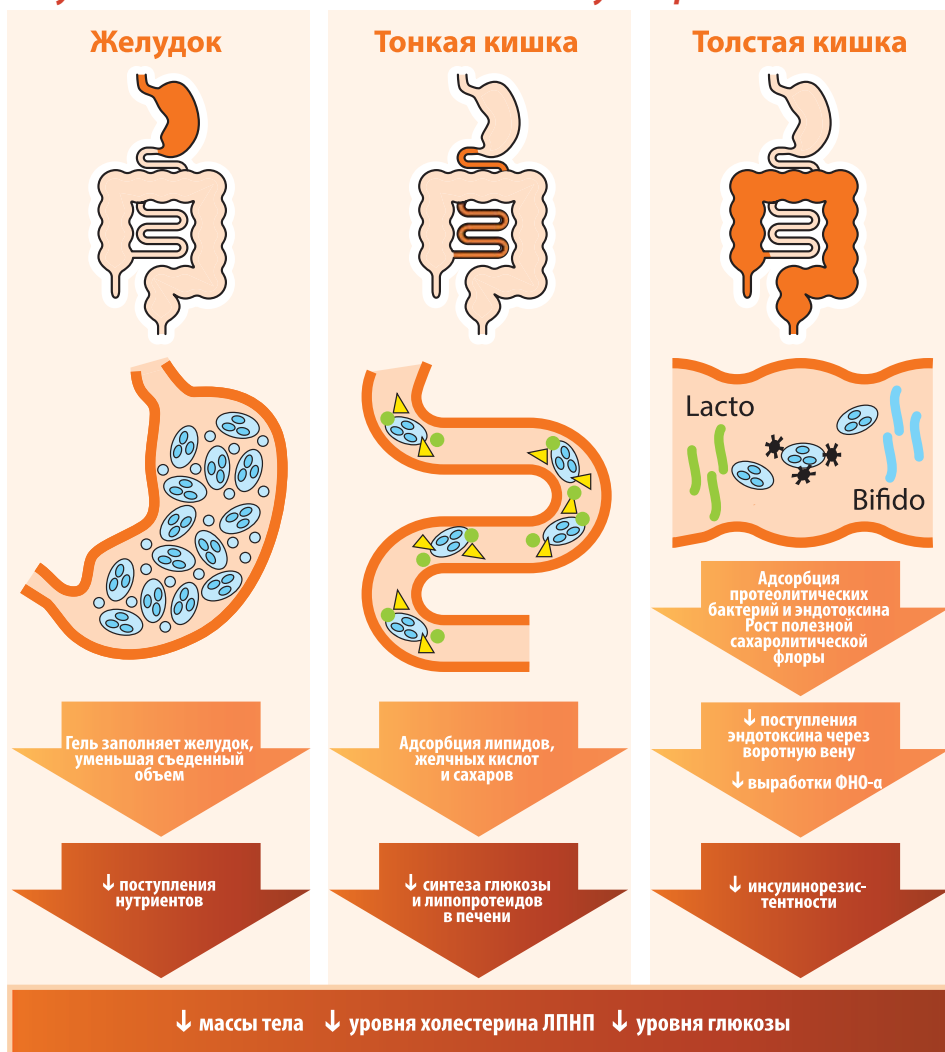 Желудок
Гель заполняет желудок,
уменьшая съеденный
объем
↓ поступления
нутриентов
Тонкая кишка
Адсорбция липидов,
желчных кислот
и сахаров
↓ синтеза глюкозы
и липопротеидов
в печени
Толстая кишка
Lacto
Bifido
Адсорбция
протеолитических
бактерий и эндотоксина
Рост полезной
сахаролитической
флоры
↓ поступления
эндотоксина через
воротную вену
↓ выработки ФНО-α
↓ инсулинорезис-
тентности
↓ массы тела ↓ уровня холестерина ЛПНП ↓ уровня глюкозы